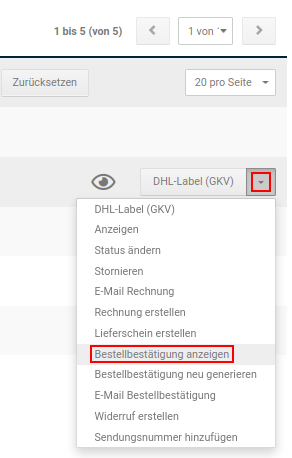 1 bis 5 (von 5)
1 von
Zurücksetzen
20 pro Seite
DHL-Label (GKV)
DHL-Label (GKV)
Anzeigen
Status ändern
Stornieren
E-Mail Rechnung
Rechnung erstellen
Lieferschein erstellen
Bestellbestätigung anzeigen
Bestellbestätigung neu generieren
E-Mail Bestellbestätigung
Widerruf erstellen
Sendungsnummer hinzufügen